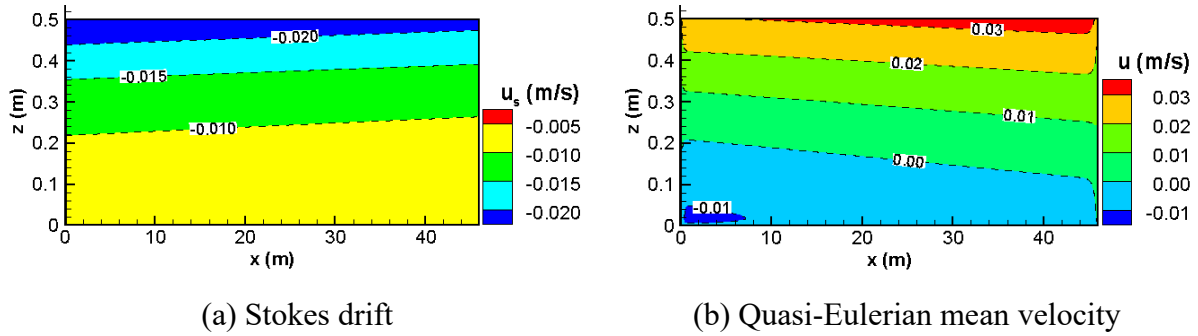 0.5
0.4
0.3
0.2
0.1
0
z (m)
-0.020
-0.015
-0.010
0 10 20 30 40
x (m)
u_s (m/s)
-0.005
-0.010
-0.015
-0.020
(a) Stokes drift
0.5
0.4
0.3
0.2
0.1
0
z (m)
0.03
0.02
0.01
0.00
-0.01
0 10 20 30 40
x (m)
u (m/s)
0.03
0.02
0.01
0.00
-0.01
(b) Quasi-Eulerian mean velocity